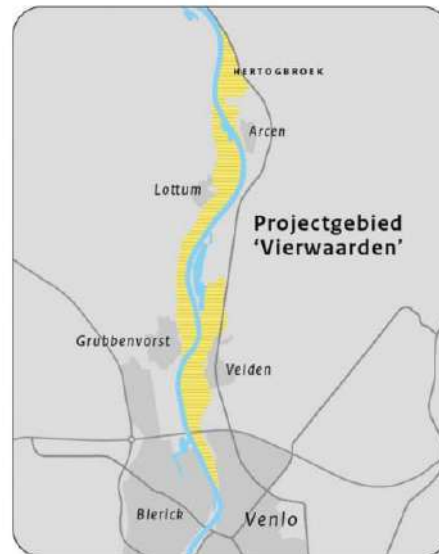 HERTOGBROEK
Arcen
Lottum
Projectgebied
‘Vierwaarden’
Grubbenvorst
Velden
Blerick
Venlo